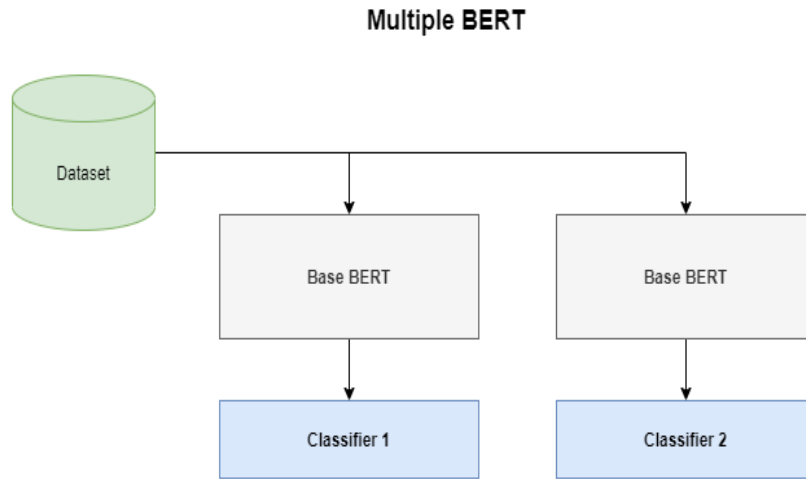 Multiple BERT
Dataset
Base BERT
Base BERT
Classifier 1
Classifier 2